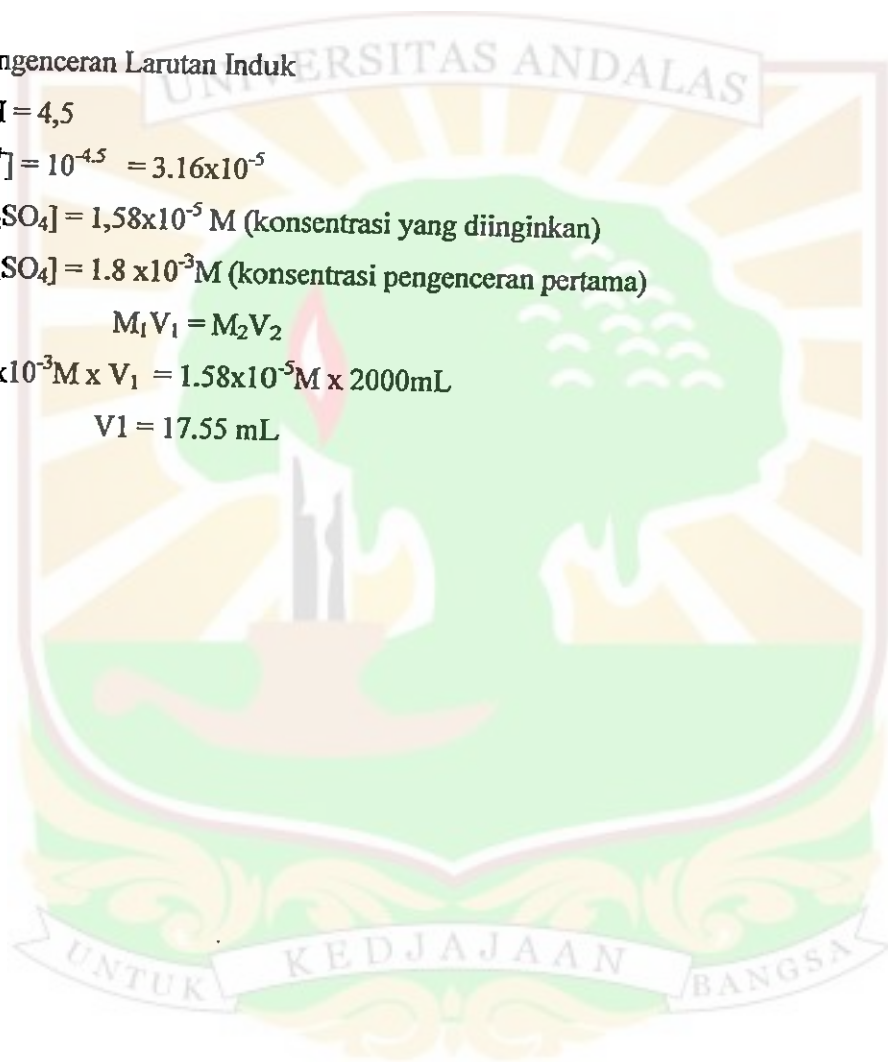 ngenceran Larutan Induk
UNIVERSITAS ANDALAS
= 4,5
] = 10⁻⁴·⁵ = 3.16x10⁻⁵
SO₄] = 1,58x10⁻⁵ M (konsentrasi yang diinginkan)
SO₄] = 1.8 x10⁻³M (konsentrasi pengenceran pertama)
M₁V₁ = M₂V₂
x10⁻³M x V₁ = 1.58x10⁻⁵M x 2000mL
V1 = 17.55 mL
UNTUK KEDJAJAAN BANGSA